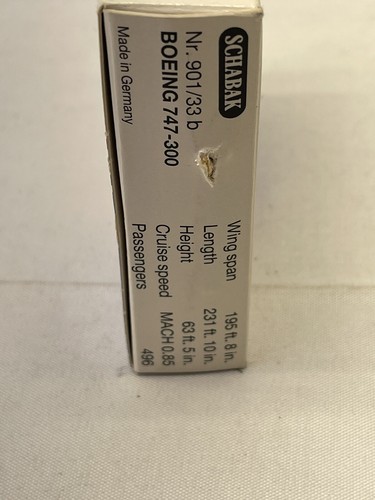 SCHABAK
Nr. 901/33 b
BOEING 747-300
Made in Germany
Wing span 195 ft. 8 in.
Length 231 ft. 10 in.
Height 63 ft. 5 in.
Cruise speed MACH 0.85
Passengers 496